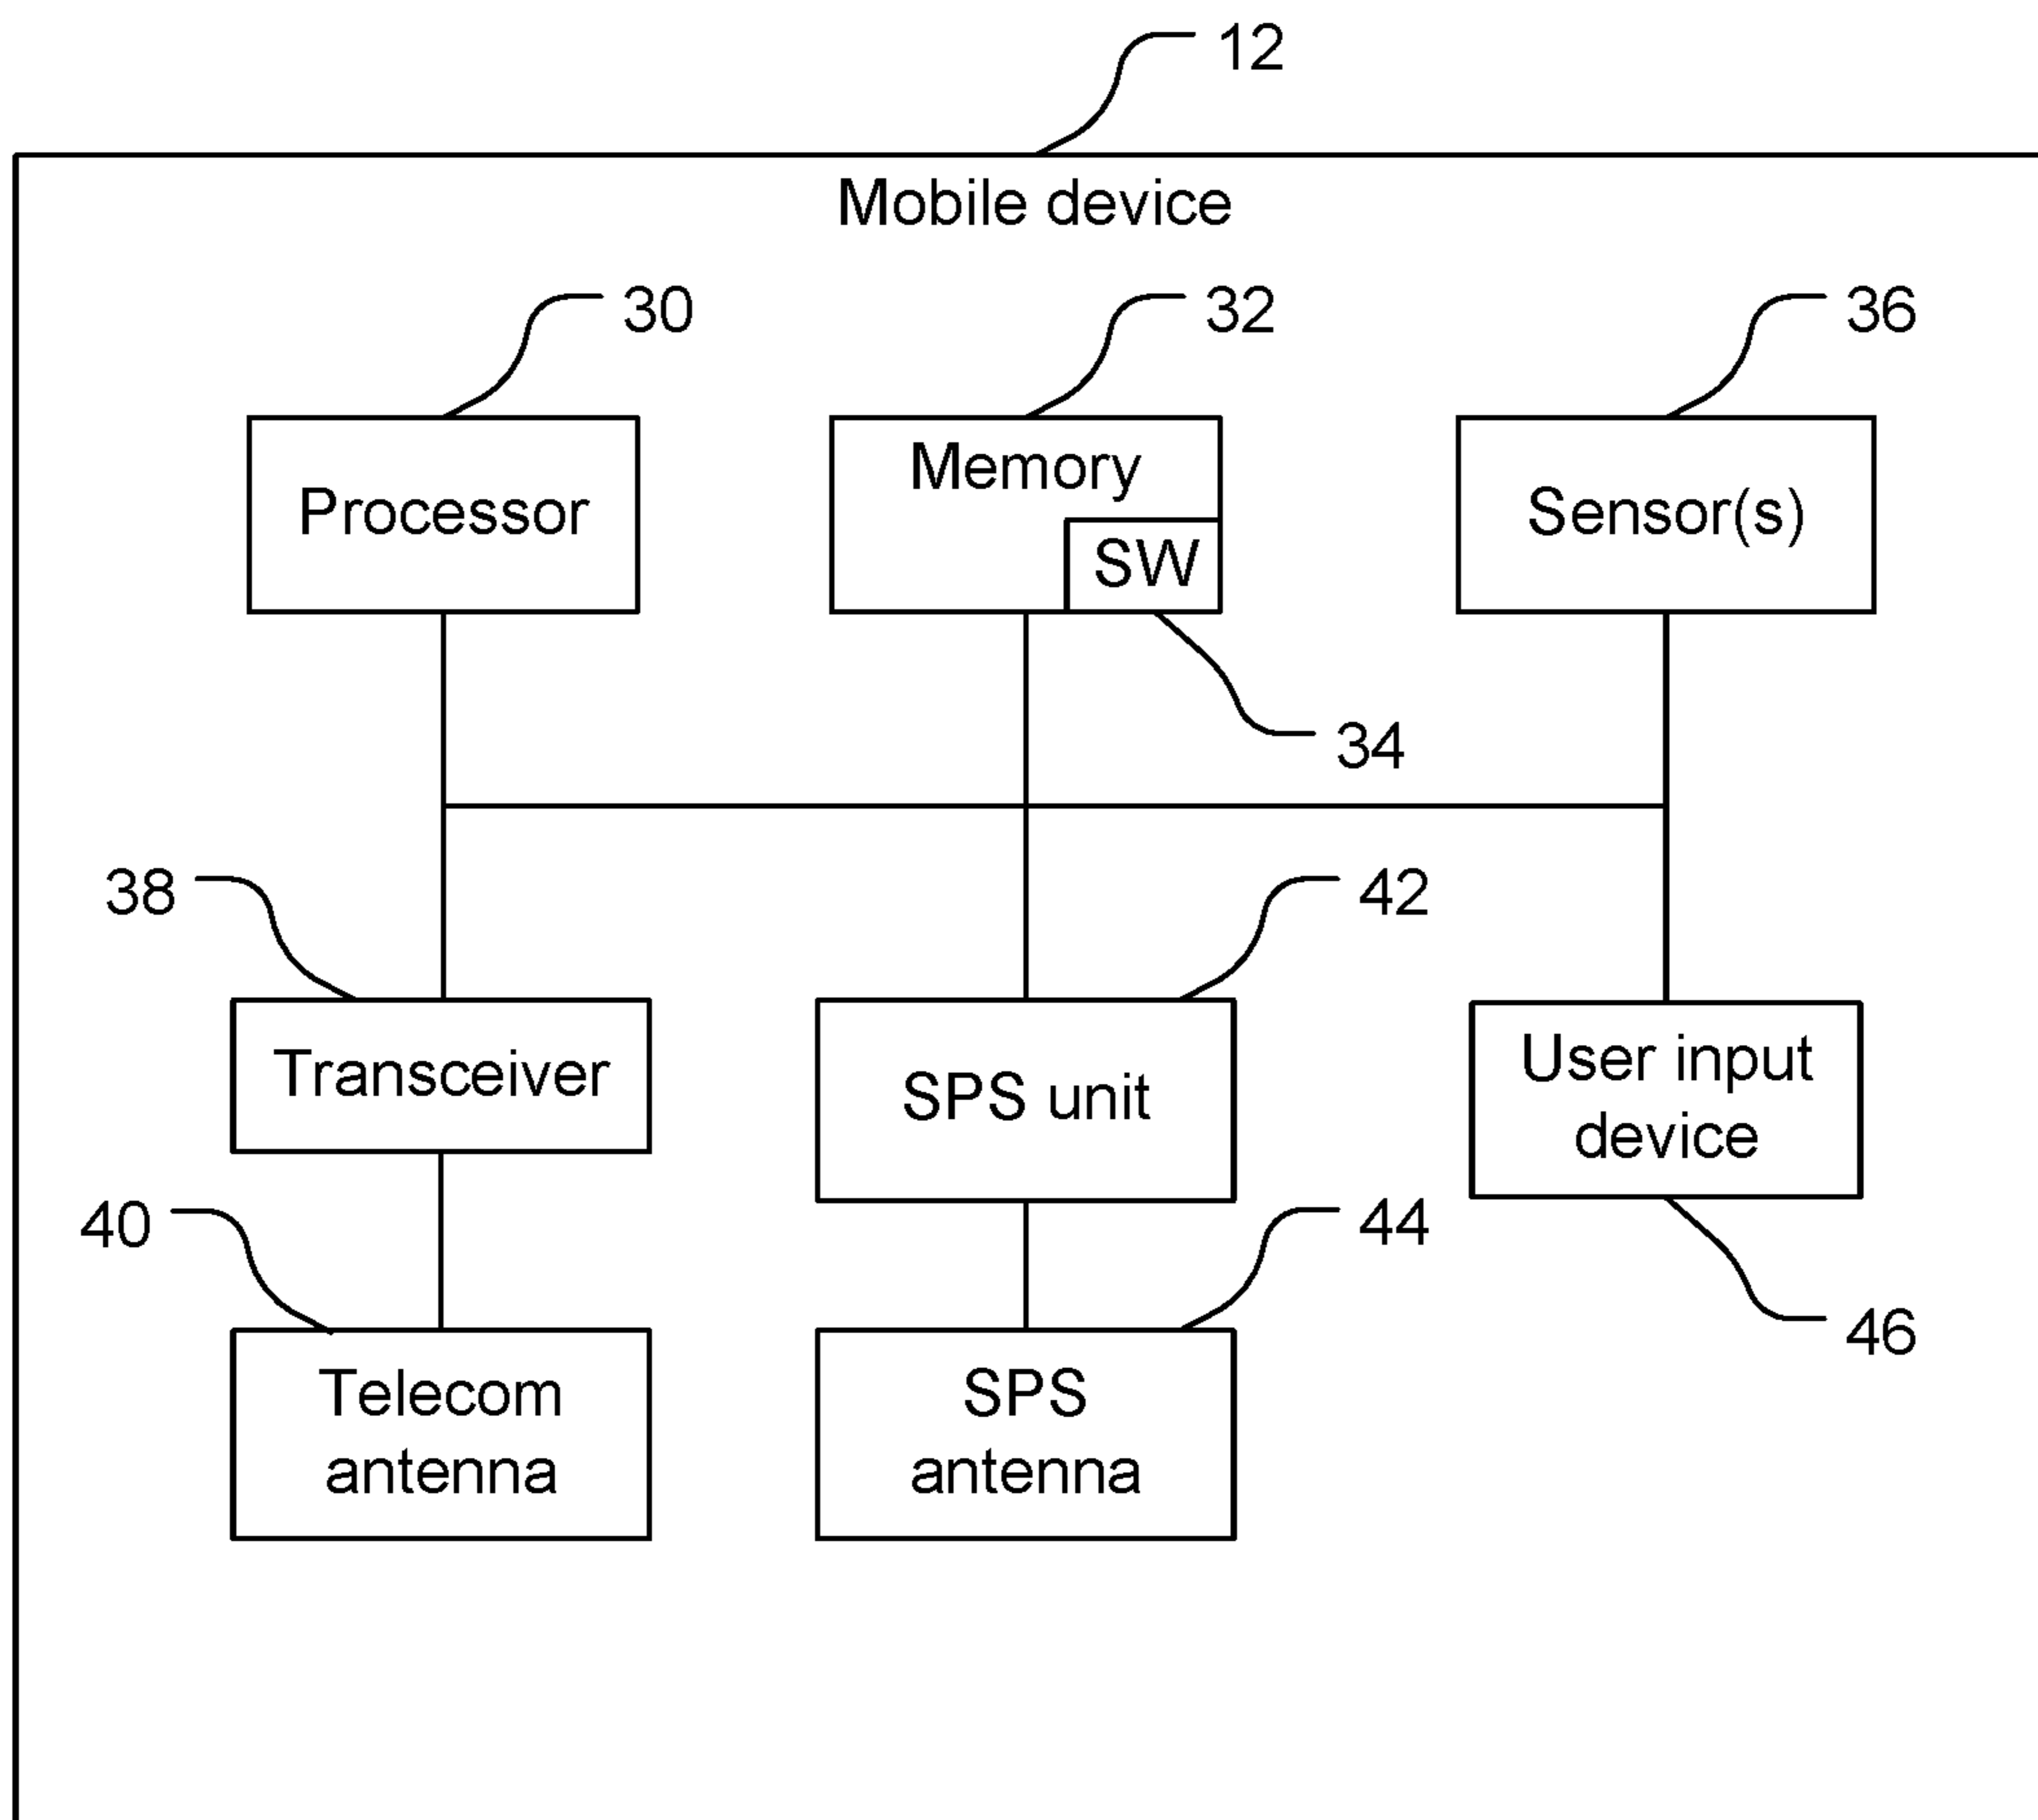 12
Mobile device
30
32
36
Processor
Memory
SW
Sensor(s)
34
38
42
Transceiver
SPS unit
User input
device
40
44
46
Telecom
antenna
SPS
antenna